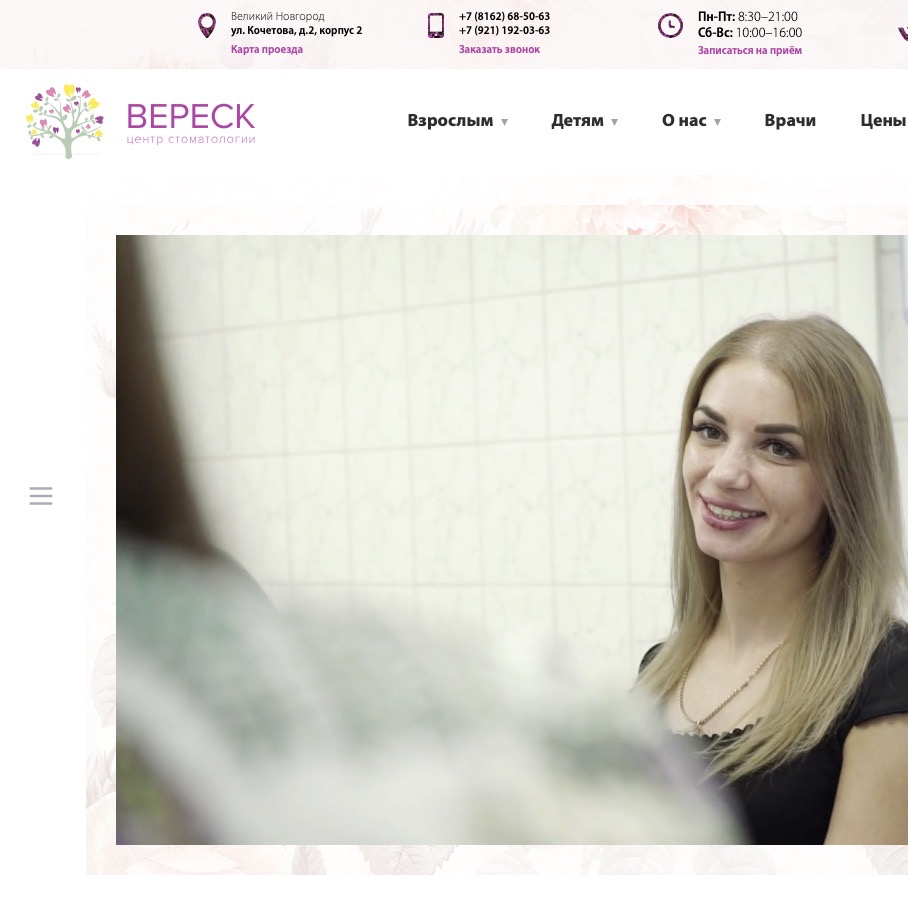 Великий Новгород
ул. Кочетова, д.2, корпус 2
Карта проезда
+7 (8162) 68-50-63
+7 (921) 192-03-63
Заказать звонок
Пн-Пт: 8:30–21:00
Сб-Вс: 10:00–16:00
Записаться на приём
ВЕРЕСК
центр стоматологии
Взрослым ▼ Детям ▼ О нас ▼ Врачи Цены